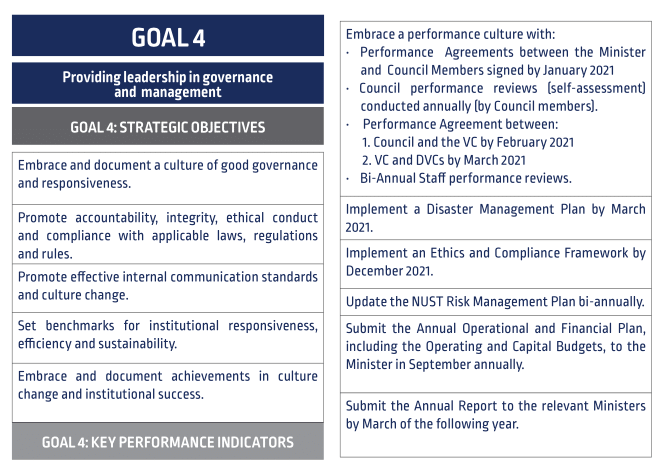 GOAL 4
Providing leadership in governance
and management
GOAL 4: STRATEGIC OBJECTIVES
Embrace and document a culture of good governance
and responsiveness.
Promote accountability, integrity, ethical conduct
and compliance with applicable laws, regulations
and rules.
Promote effective internal communication standards
and culture change.
Set benchmarks for institutional responsiveness,
efficiency and sustainability.
Embrace and document achievements in culture
change and institutional success.
GOAL 4: KEY PERFORMANCE INDICATORS
Embrace a performance culture with:
· Performance Agreements between the Minister
and Council Members signed by January 2021
· Council performance reviews (self-assessment)
conducted annually (by Council members).
· Performance Agreement between:
1. Council and the VC by February 2021
2. VC and DVCs by March 2021
· Bi-Annual Staff performance reviews.
Implement a Disaster Management Plan by March
2021.
Implement an Ethics and Compliance Framework by
December 2021.
Update the NUST Risk Management Plan bi-annually.
Submit the Annual Operational and Financial Plan,
including the Operating and Capital Budgets, to the
Minister in September annually.
Submit the Annual Report to the relevant Ministers
by March of the following year.